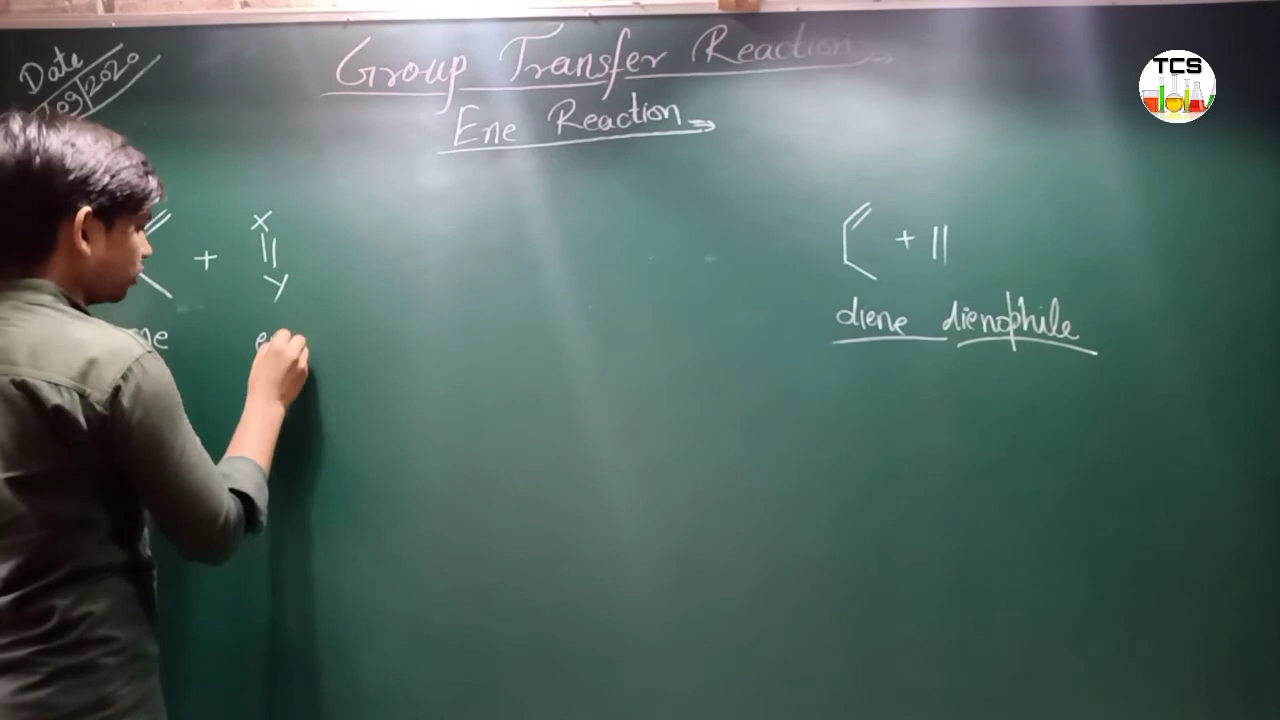 Group Transfer Reaction
TCS
Date
/09/2020
Ene Reaction
X
+
Y
+
diene dienophile